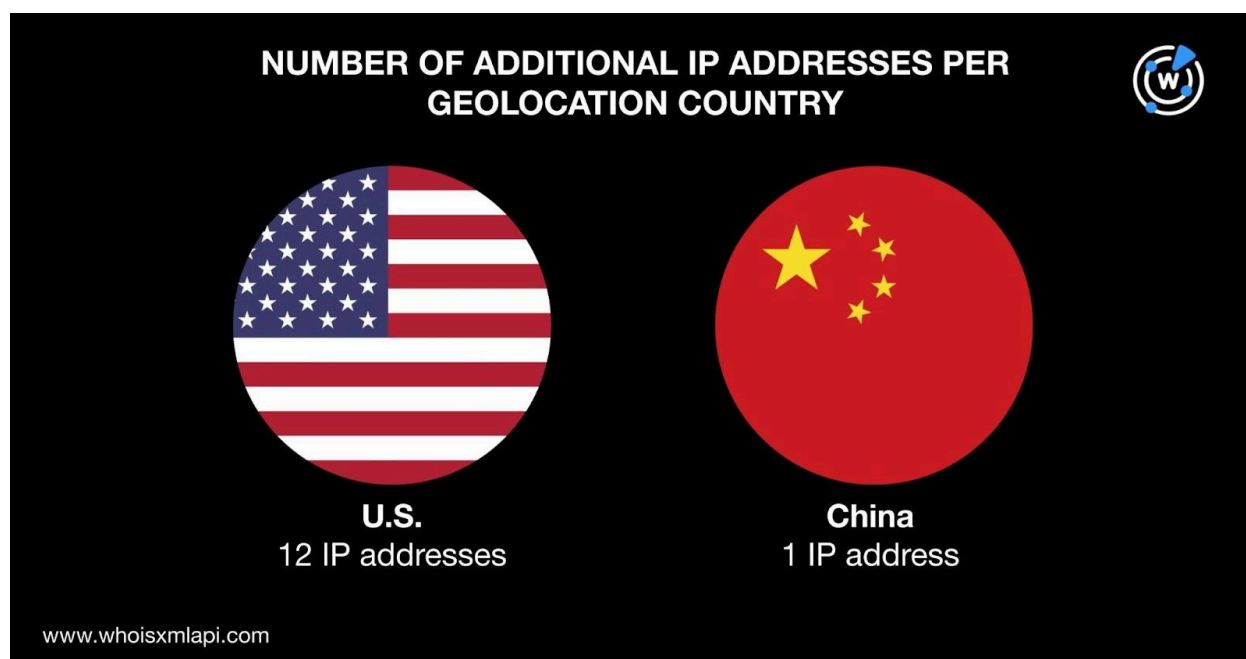 NUMBER OF ADDITIONAL IP ADDRESSES PER
GEOLOCATION COUNTRY
W
U.S.
12 IP addresses
China
1 IP address
www.whoisxmlapi.com